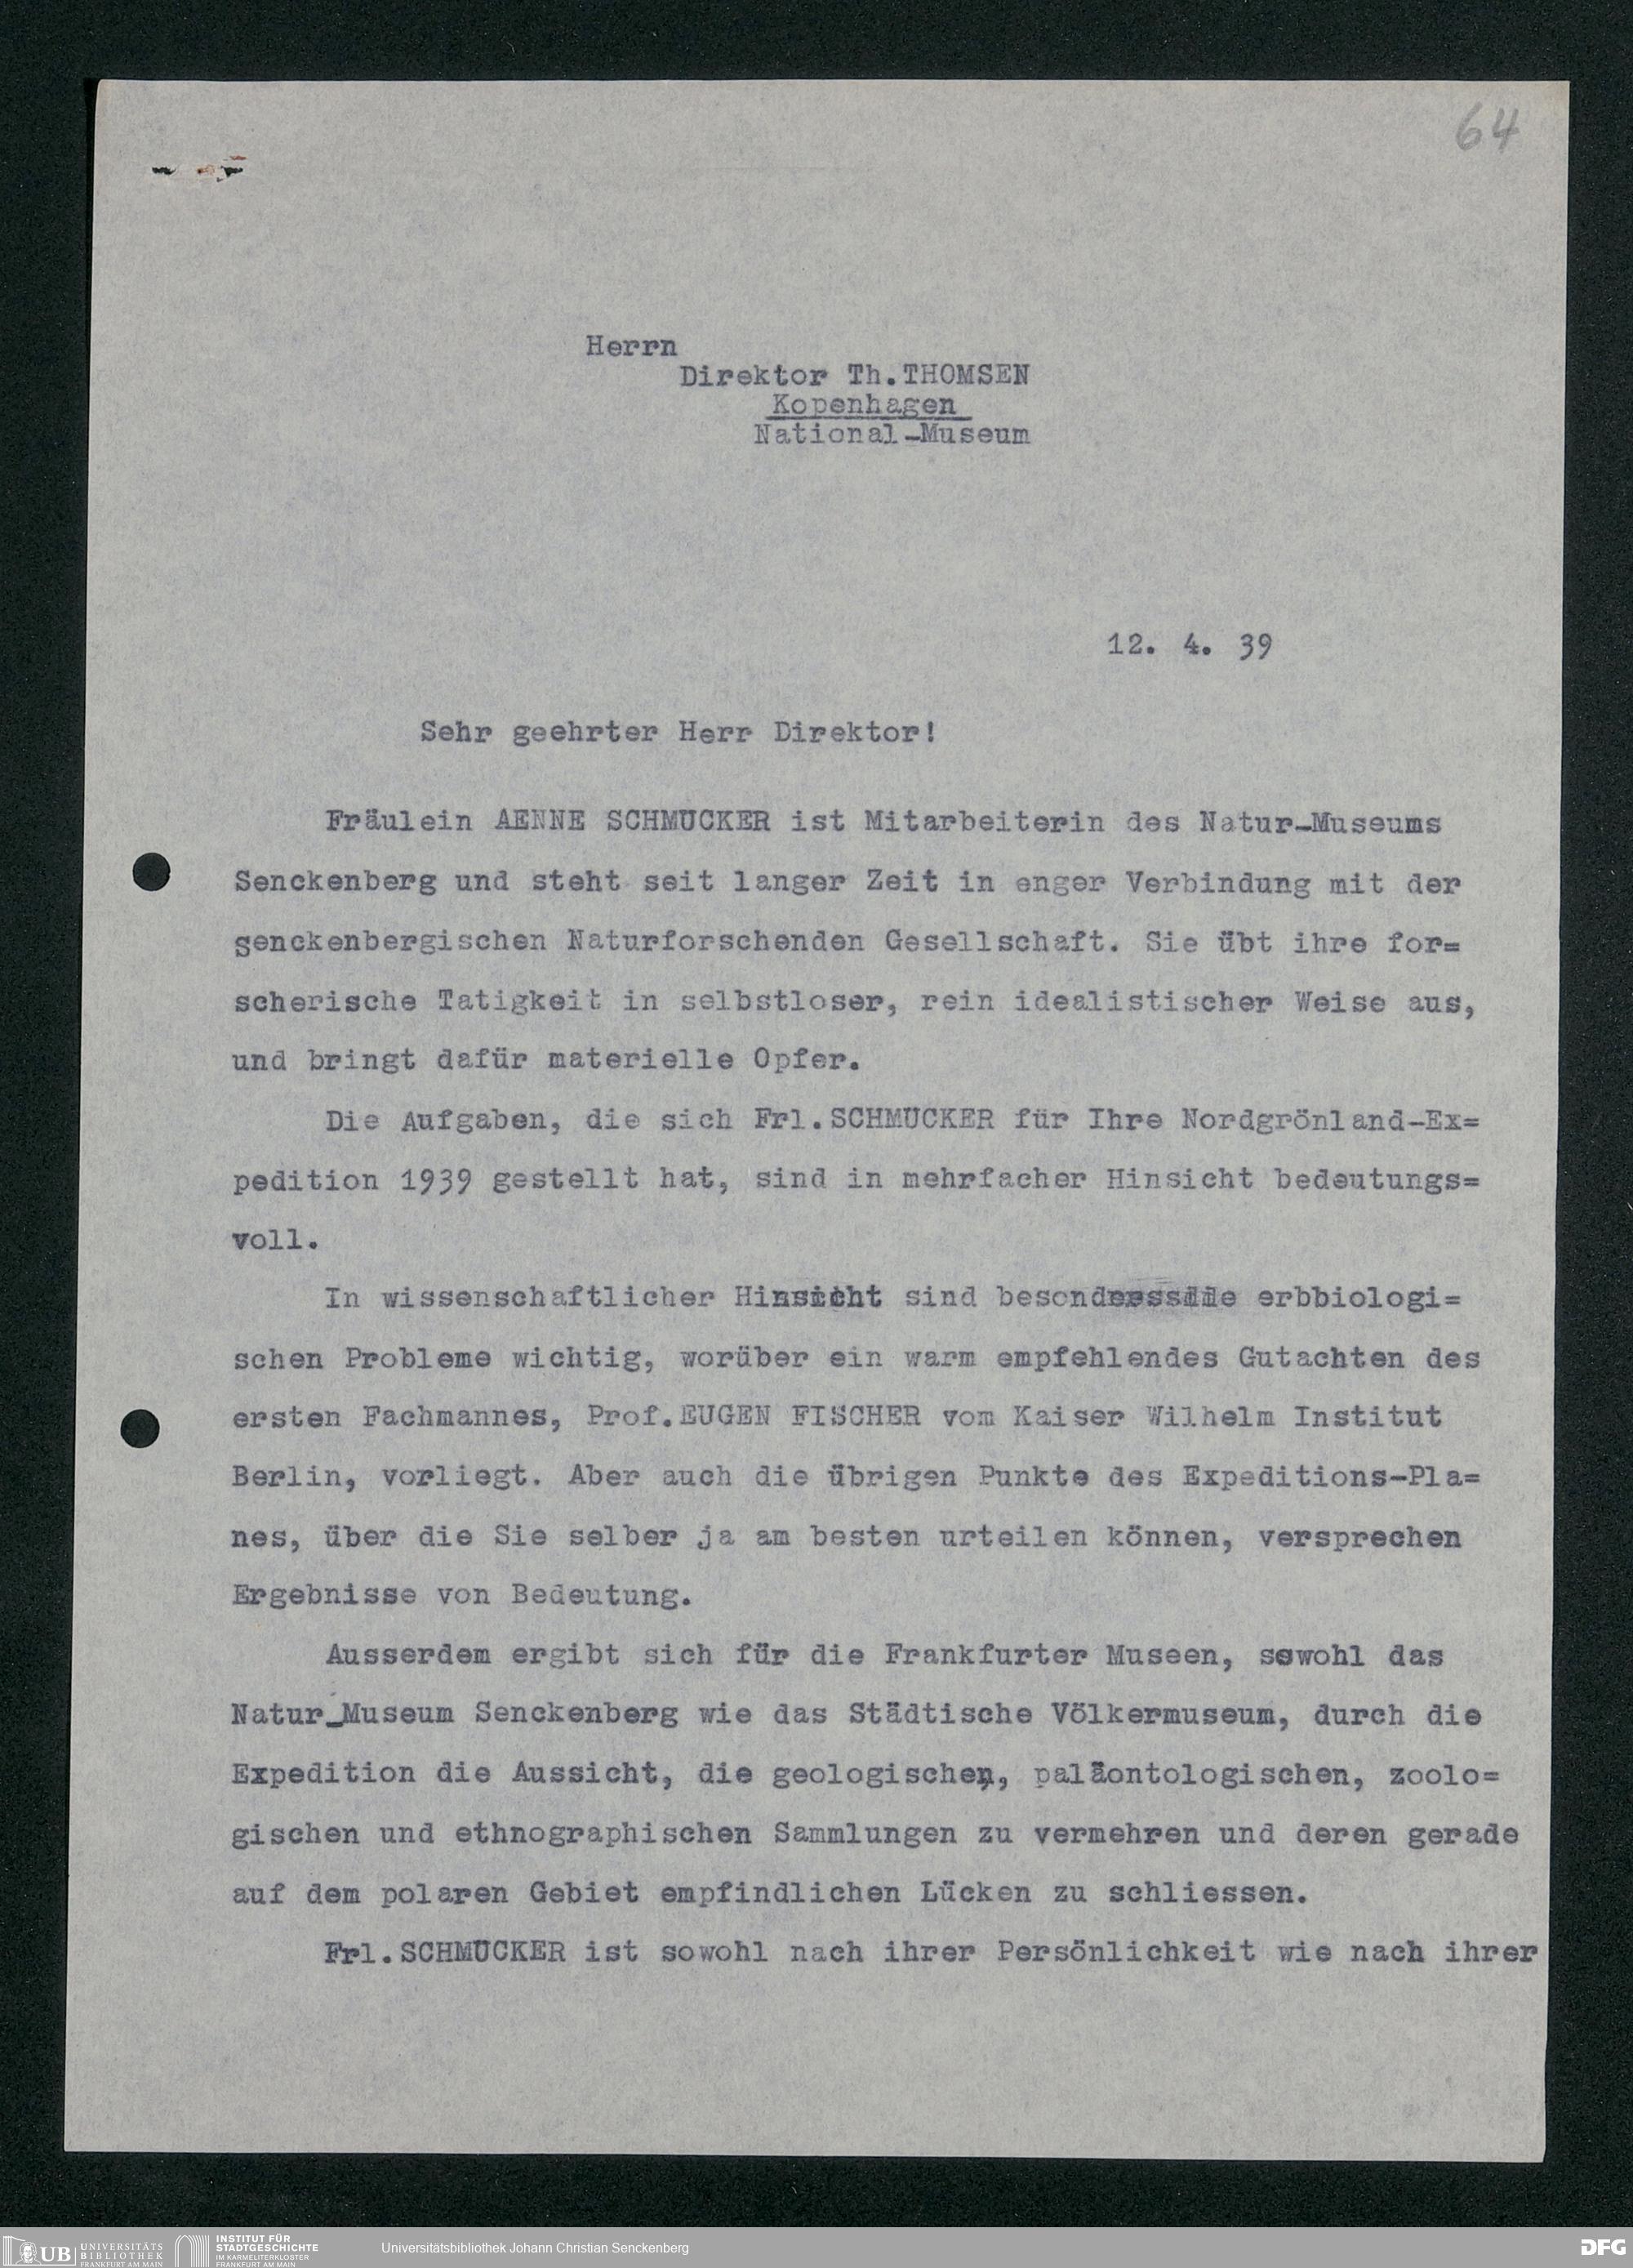 64
Herrn
Direktor Th.THOMSEN
Kopenhagen
National-Museum
12. 4. 39
Sehr geehrter Herr Direktor!
Fräulein AENNE SCHMÜCKER ist Mitarbeiterin des Natur-Museums
Senckenberg und steht seit langer Zeit in enger Verbindung mit der
senckenbergischen Naturforschenden Gesellschaft. Sie übt ihre for=
scherische Tatigkeit in selbstloser, rein idealistischer Weise aus,
und bringt dafür materielle Opfer.
Die Aufgaben, die sich Frl.SCHMÜCKER für Ihre Nordgrönland-Ex=
pedition 1939 gestellt hat, sind in mehrfacher Hinsicht bedeutungs=
voll.
In wissenschaftlicher Hinsicht sind besonders die erbbiologi=
schen Probleme wichtig, worüber ein warm empfehlendes Gutachten des
ersten Fachmannes, Prof.EUGEN FISCHER vom Kaiser Wilhelm Institut
Berlin, vorliegt. Aber auch die übrigen Punkte des Expeditions-Pla=
nes, über die Sie selber ja am besten urteilen können, versprechen
Ergebnisse von Bedeutung.
Ausserdem ergibt sich für die Frankfurter Museen, sowohl das
Natur-Museum Senckenberg wie das Städtische Völkermuseum, durch die
Expedition die Aussicht, die geologischen, paläontologischen, zoolo=
gischen und ethnographischen Sammlungen zu vermehren und deren gerade
auf dem polaren Gebiet empfindlichen Lücken zu schliessen.
Frl.SCHMÜCKER ist sowohl nach ihrer Persönlichkeit wie nach ihrer
UB UNIVERSITÄTS BIBLIOTHEK FRANKFURT AM MAIN
INSTITUT FÜR STADTGESCHICHTE IM KARMELITERKLOSTER FRANKFURT AM MAIN
Universitätsbibliothek Johann Christian Senckenberg
DFG